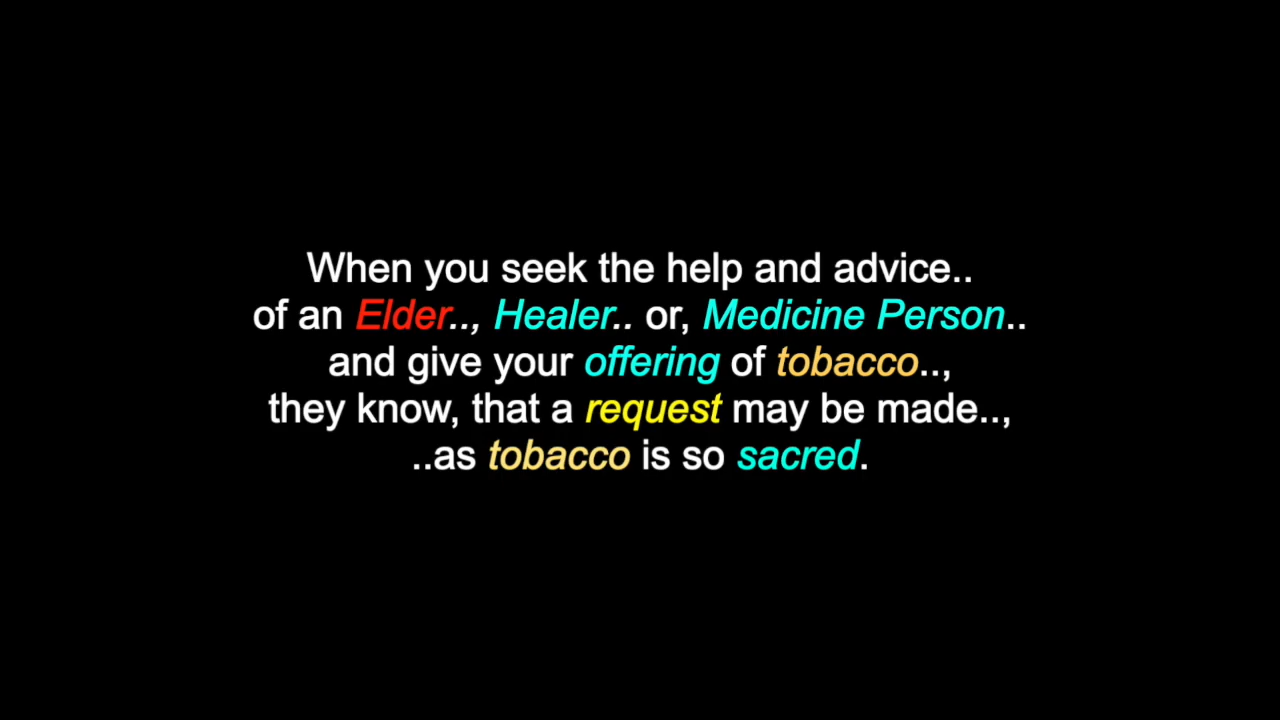 When you seek the help and advice..
of an Elder.., Healer.. or, Medicine Person..
and give your offering of tobacco..,
they know, that a request may be made..,
..as tobacco is so sacred.